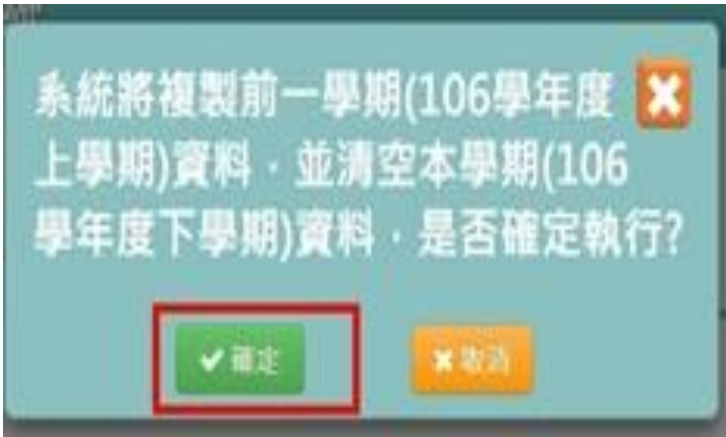 系統將複製前一學期(106學年度
上學期)資料，並清空本學期(106
學年度下學期)資料，是否確定執行?
確定
取消